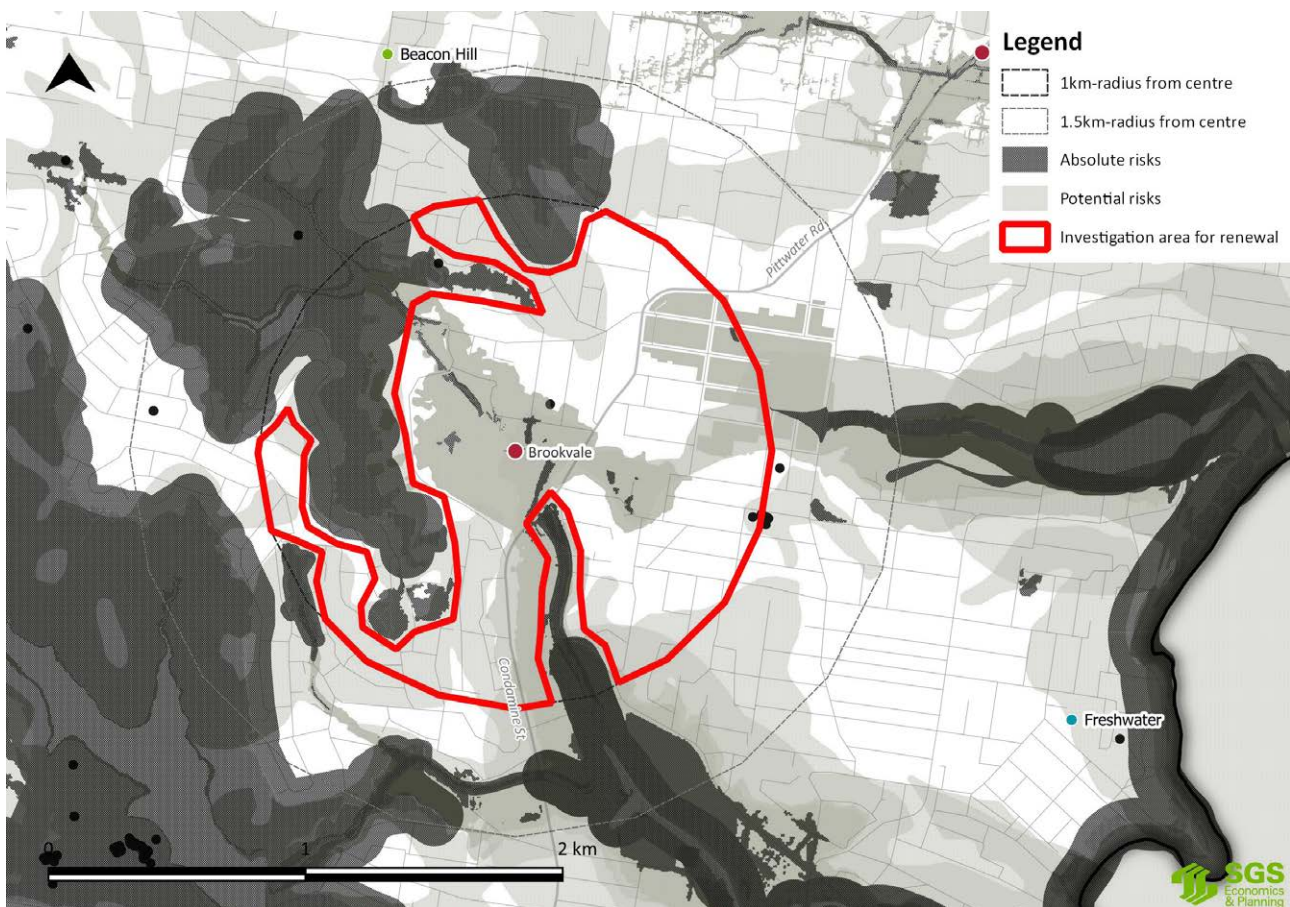 Beacon Hill
Legend
1km-radius from centre
1.5km-radius from centre
Absolute risks
Potential risks
Investigation area for renewal
Pittwater Rd
Brookvale
Condamine St
Freshwater
0 1 2 km
SGS
Economics
& Planning